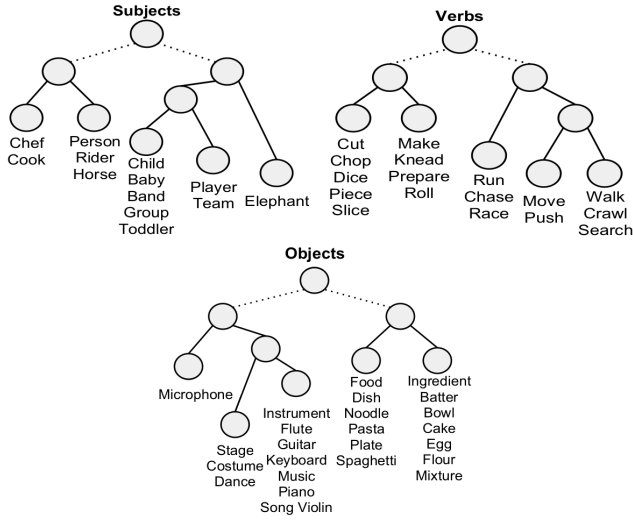 Subjects
Chef
Cook
Person
Rider
Horse
Child
Baby
Band
Group
Toddler
Player
Team
Elephant
Verbs
Cut
Chop
Dice
Piece
Slice
Make
Knead
Prepare
Roll
Run
Chase
Race
Move
Push
Walk
Crawl
Search
Objects
Microphone
Stage
Costume
Dance
Instrument
Flute
Guitar
Keyboard
Music
Piano
Song Violin
Food
Dish
Noodle
Pasta
Plate
Spaghetti
Ingredient
Batter
Bowl
Cake
Egg
Flour
Mixture